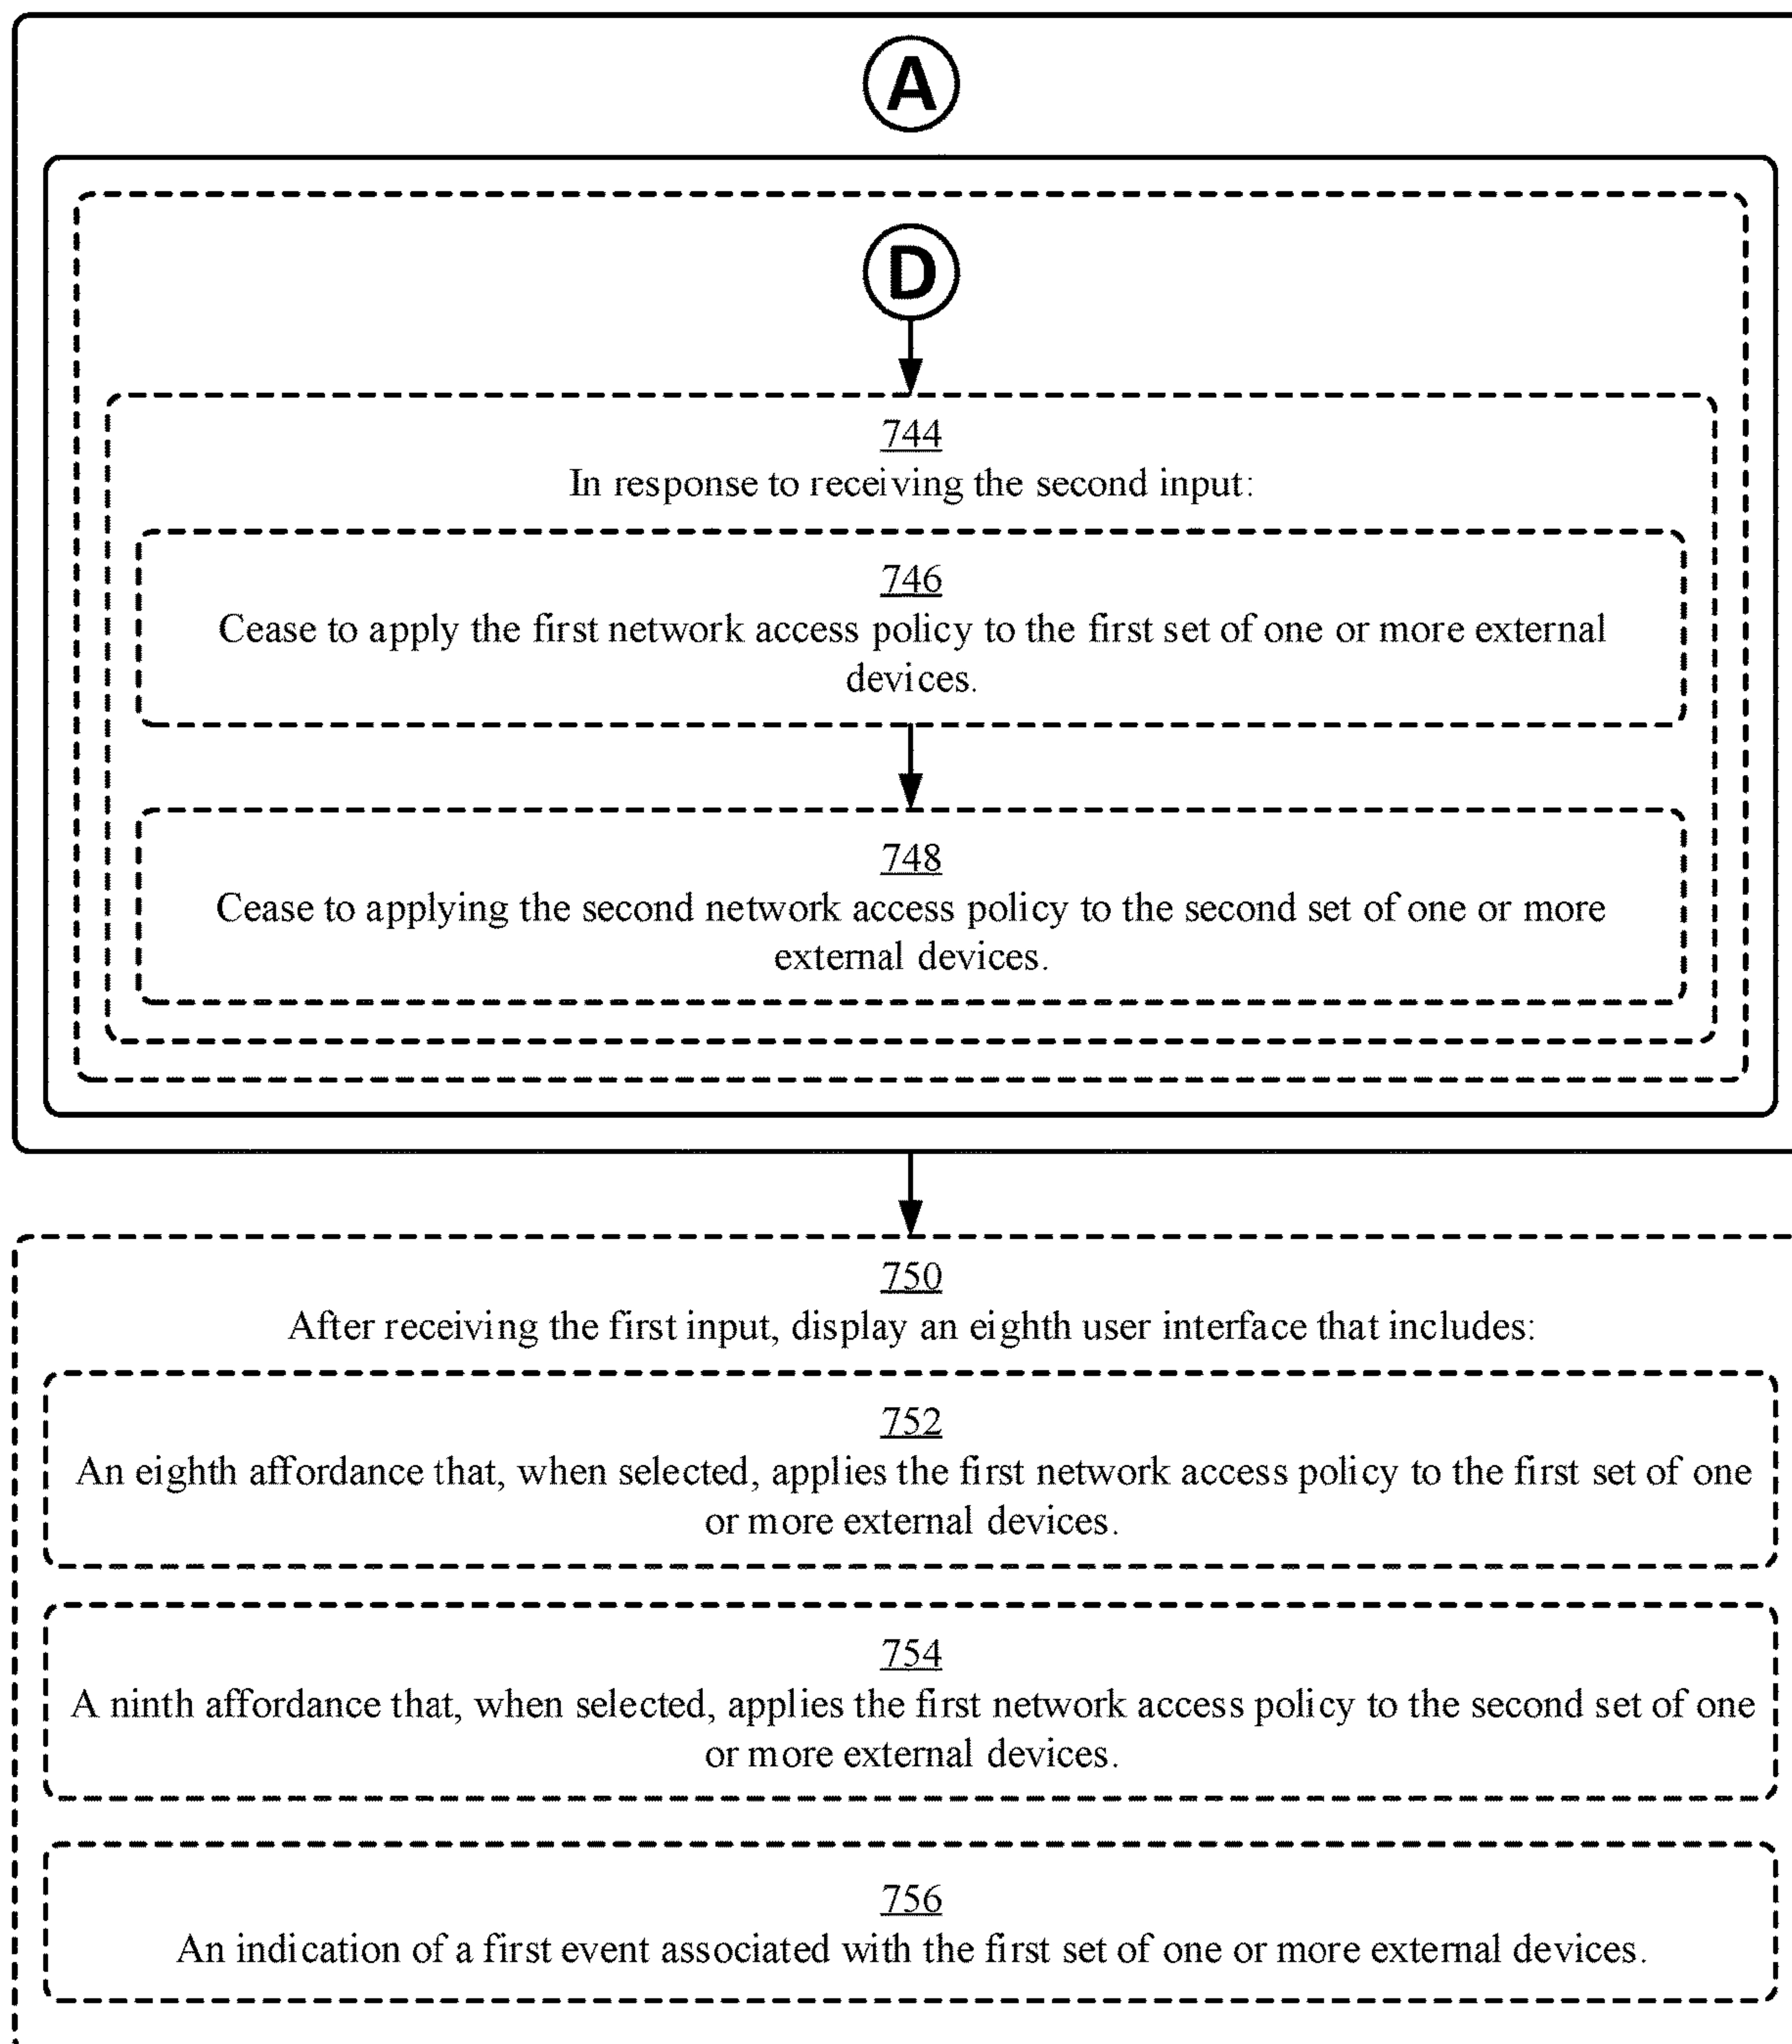 A
D
744
In response to receiving the second input:
746
Cease to apply the first network access policy to the first set of one or more external
devices.
748
Cease to applying the second network access policy to the second set of one or more
external devices.
750
After receiving the first input, display an eighth user interface that includes:
752
An eighth affordance that, when selected, applies the first network access policy to the first set of one
or more external devices.
754
A ninth affordance that, when selected, applies the first network access policy to the second set of one
or more external devices.
756
An indication of a first event associated with the first set of one or more external devices.